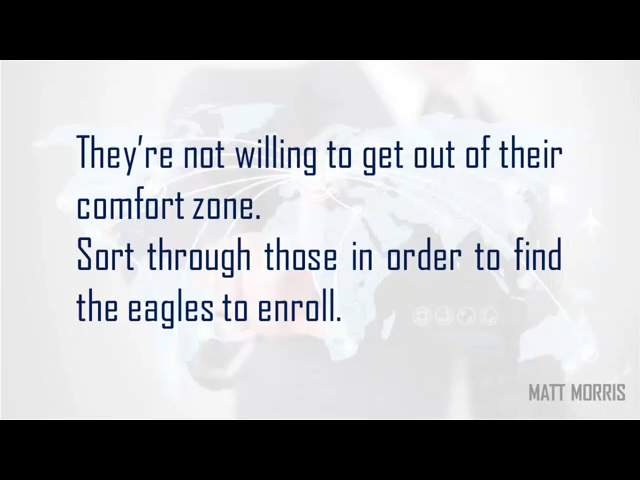 They're not willing to get out of their
comfort zone.
Sort through those in order to find
the eagles to enroll.
MATT MORRIS